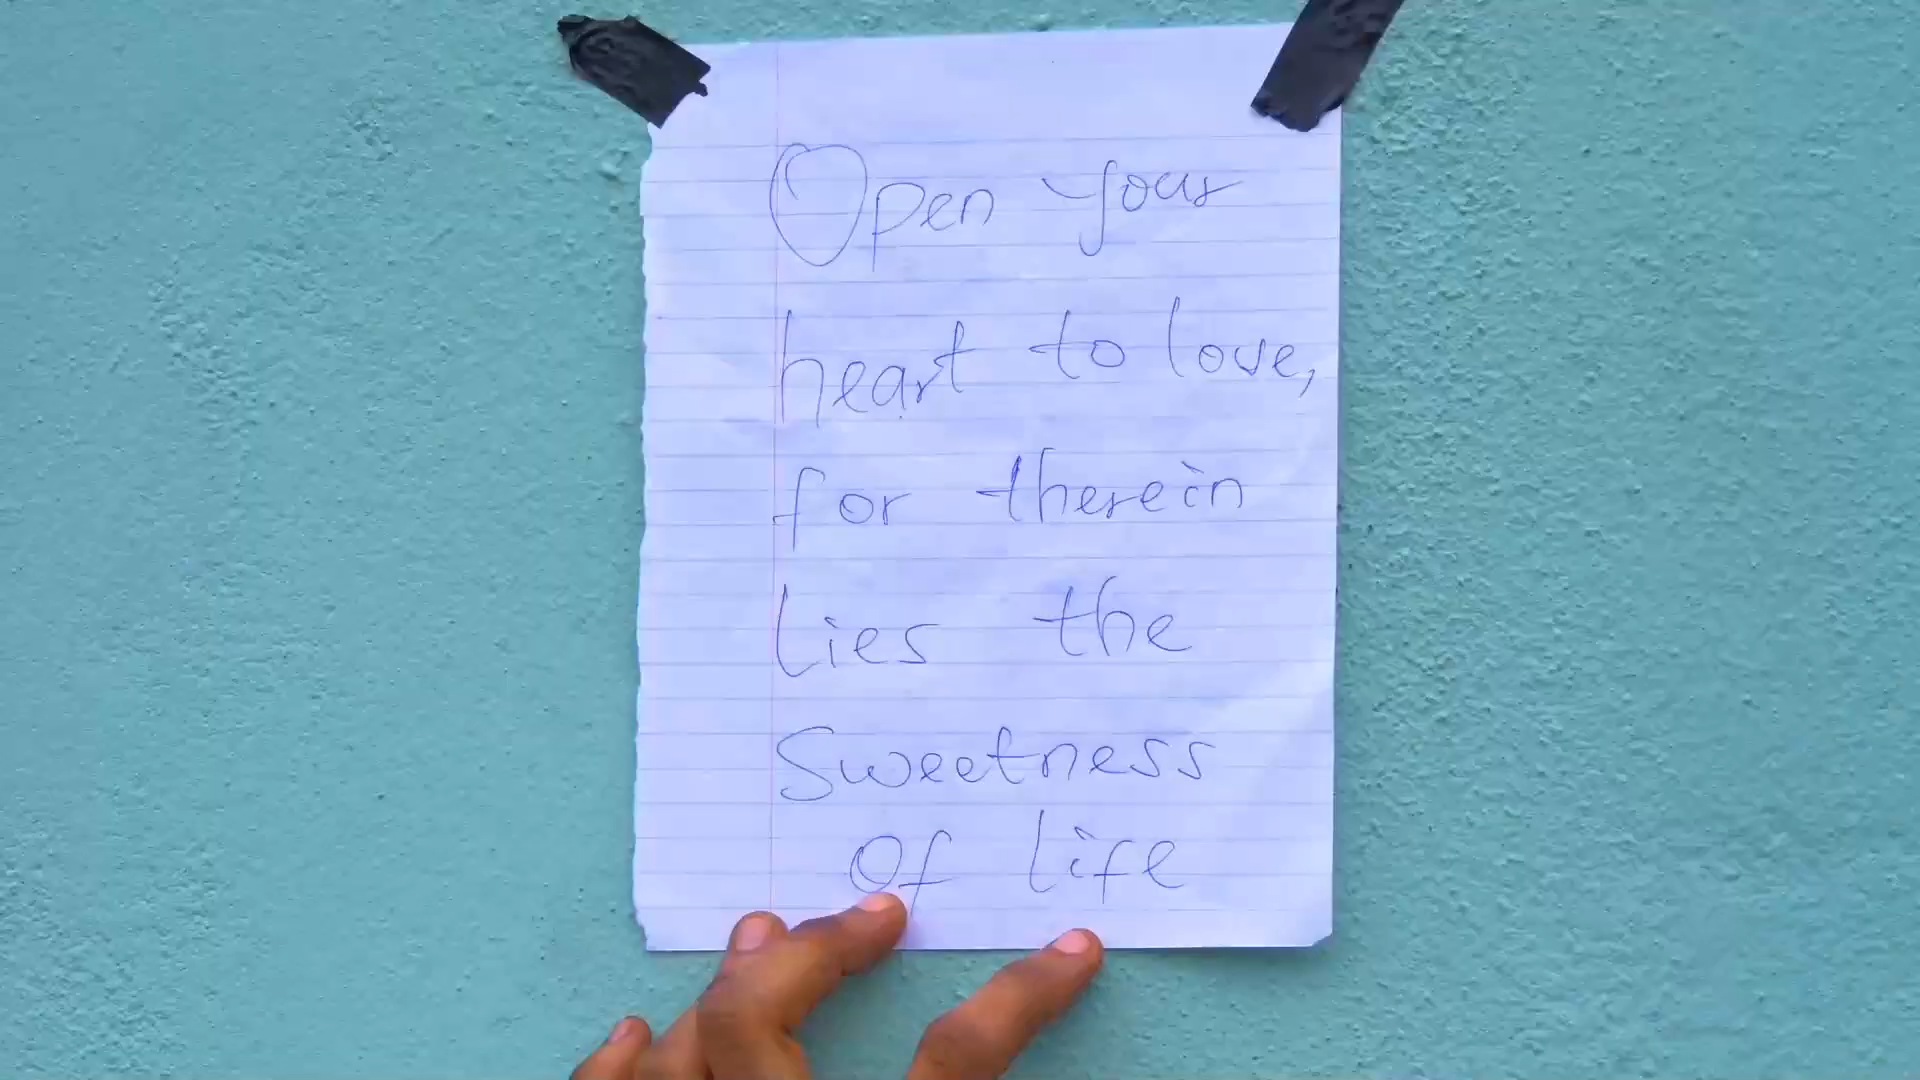 Open your
heart to love,
for therein
lies the
Sweetness
of life